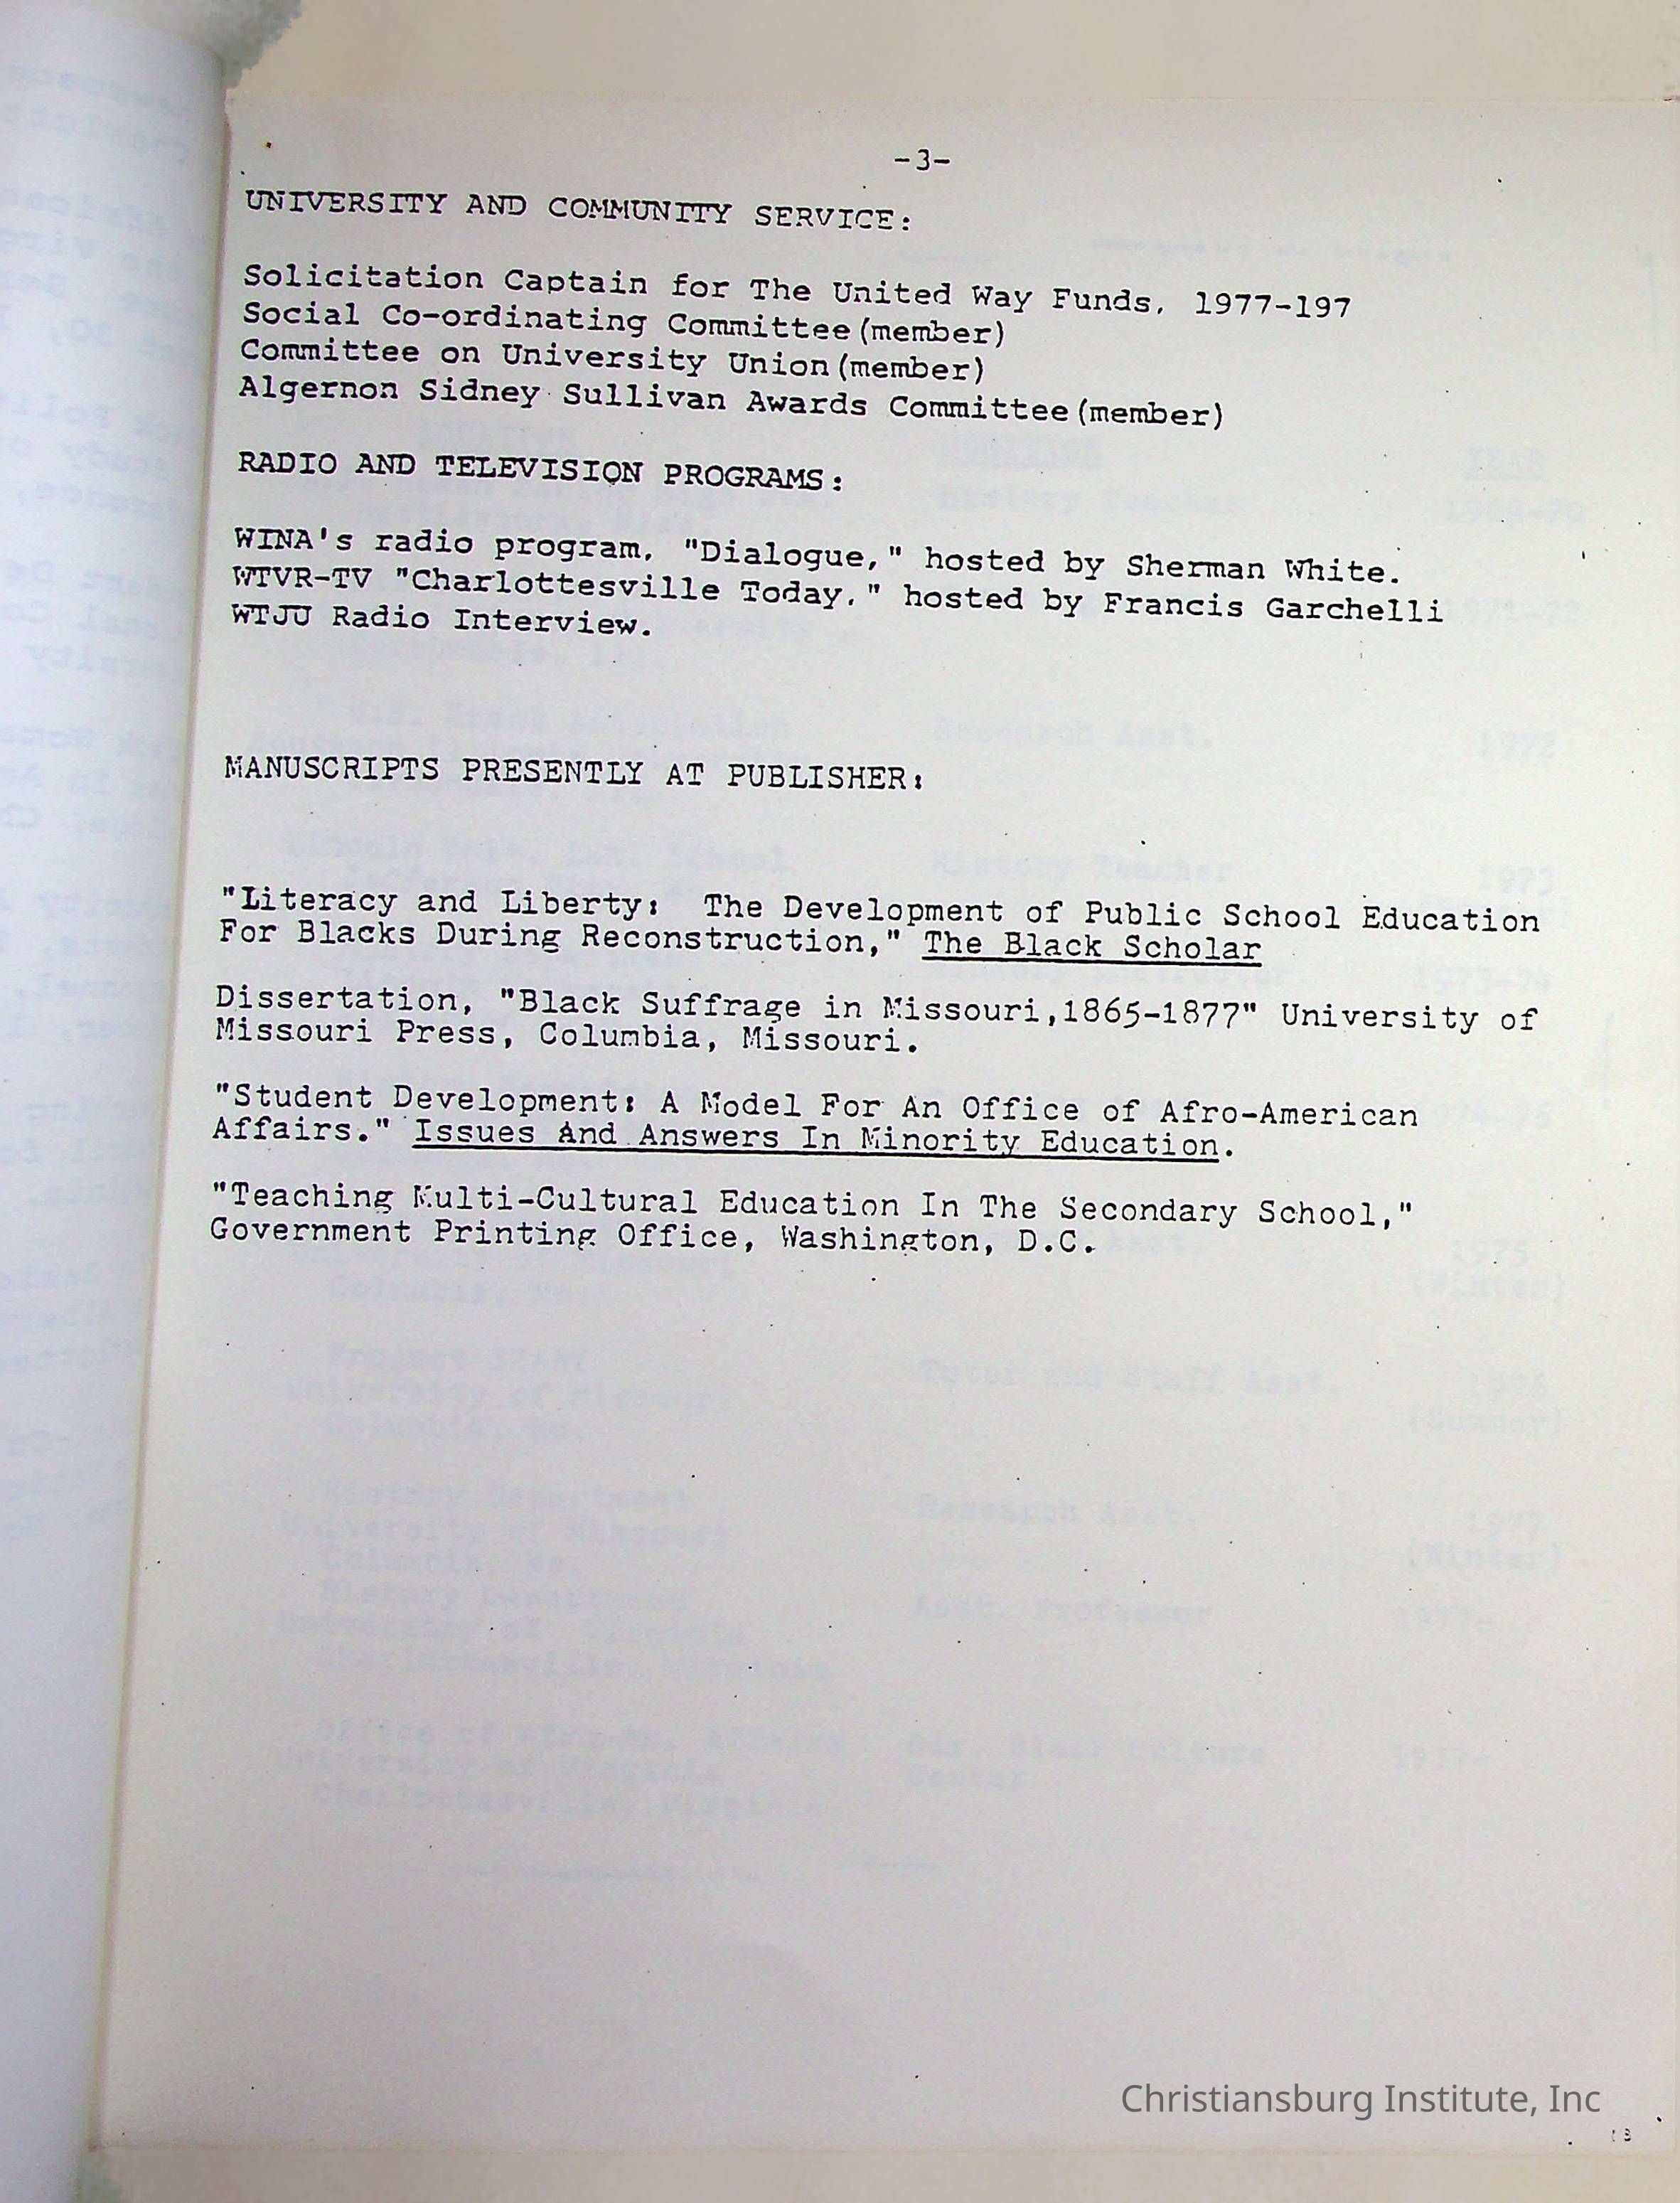 -3-
UNIVERSITY AND COMMUNITY SERVICE:
Solicitation Captain for The United Way Funds, 1977-197
Social Co-ordinating Committee(member)
Committee on University Union(member)
Algernon Sidney Sullivan Awards Committee(member)
RADIO AND TELEVISION PROGRAMS:
WINA's radio program, "Dialogue," hosted by Sherman White.
WTVR-TV "Charlottesville Today," hosted by Francis Garchelli
WTJU Radio Interview.
MANUSCRIPTS PRESENTLY AT PUBLISHER:
"Literacy and Liberty: The Development of Public School Education
For Blacks During Reconstruction," The Black Scholar
Dissertation, "Black Suffrage in Missouri,1865-1877" University of
Missouri Press, Columbia, Missouri.
"Student Development: A Model For An Office of Afro-American
Affairs." Issues And Answers In Minority Education.
"Teaching Multi-Cultural Education In The Secondary School,"
Government Printing Office, Washington, D.C.
Christiansburg Institute, Inc